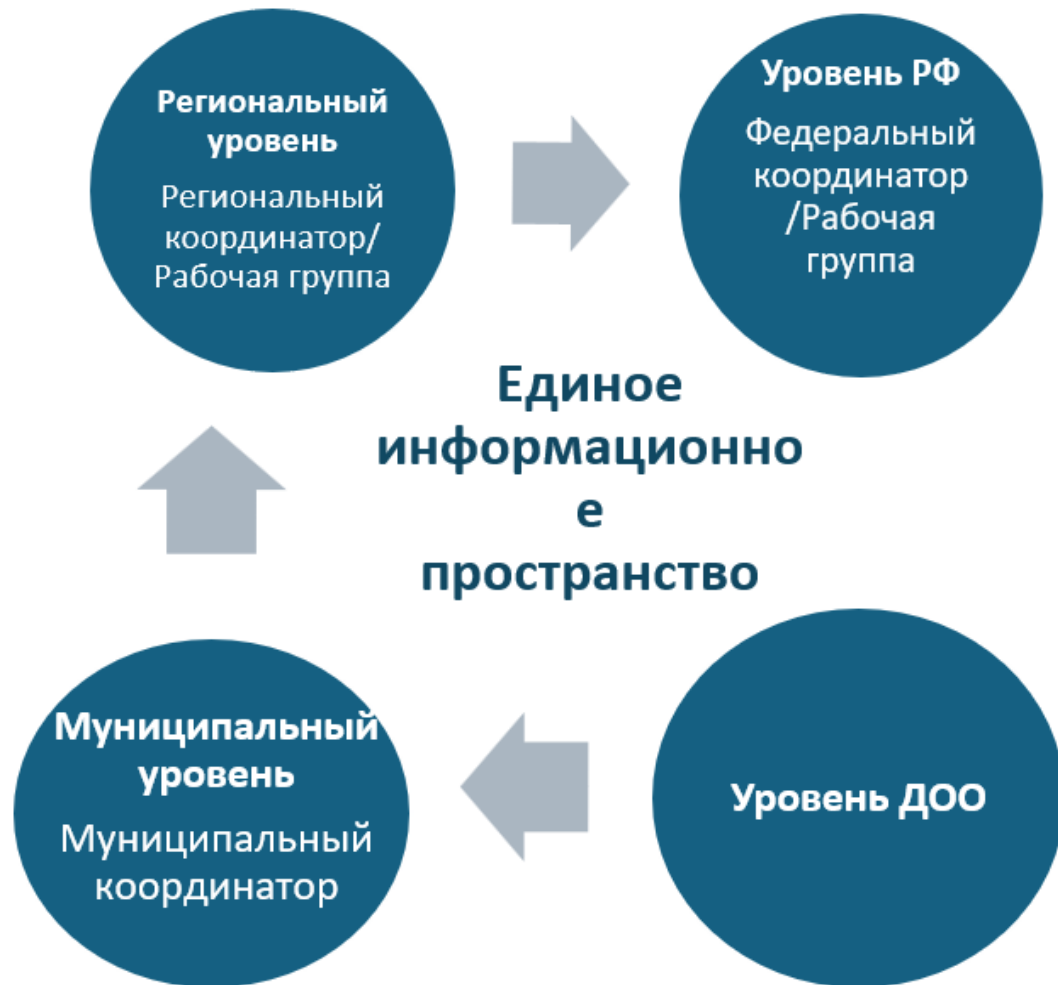 Региональный
уровень
Региональный
координатор/
Рабочая группа
Уровень РФ
Федеральный
координатор
/Рабочая
группа
Единое
информационно
е
пространство
Муниципальный
уровень
Муниципальный
координатор
Уровень ДОО